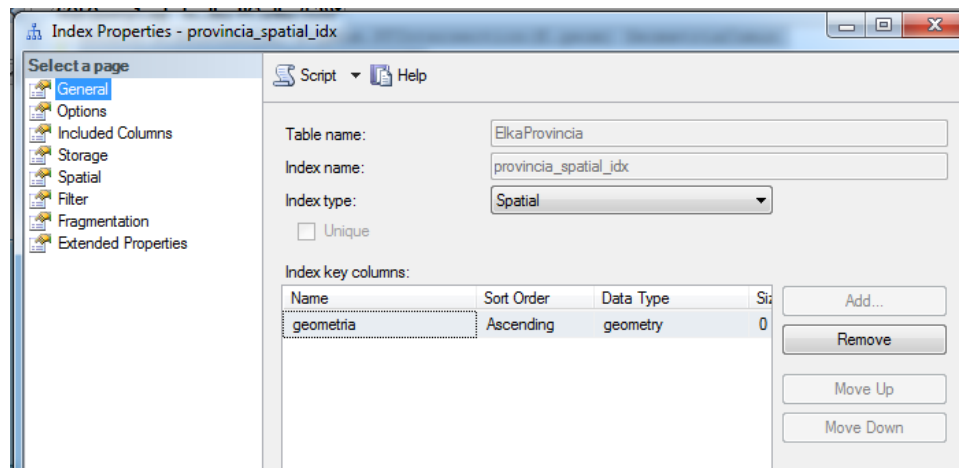 Index Properties - provincia_spatial_idx
Select a page
General
Options
Included Columns
Storage
Spatial
Filter
Fragmentation
Extended Properties
Script Help
Table name: ElkaProvincia
Index name: provincia_spatial_idx
Index type: Spatial
Unique
Index key columns:
Name Sort Order Data Type Siz
geometria Ascending geometry 0
Add...
Remove
Move Up
Move Down